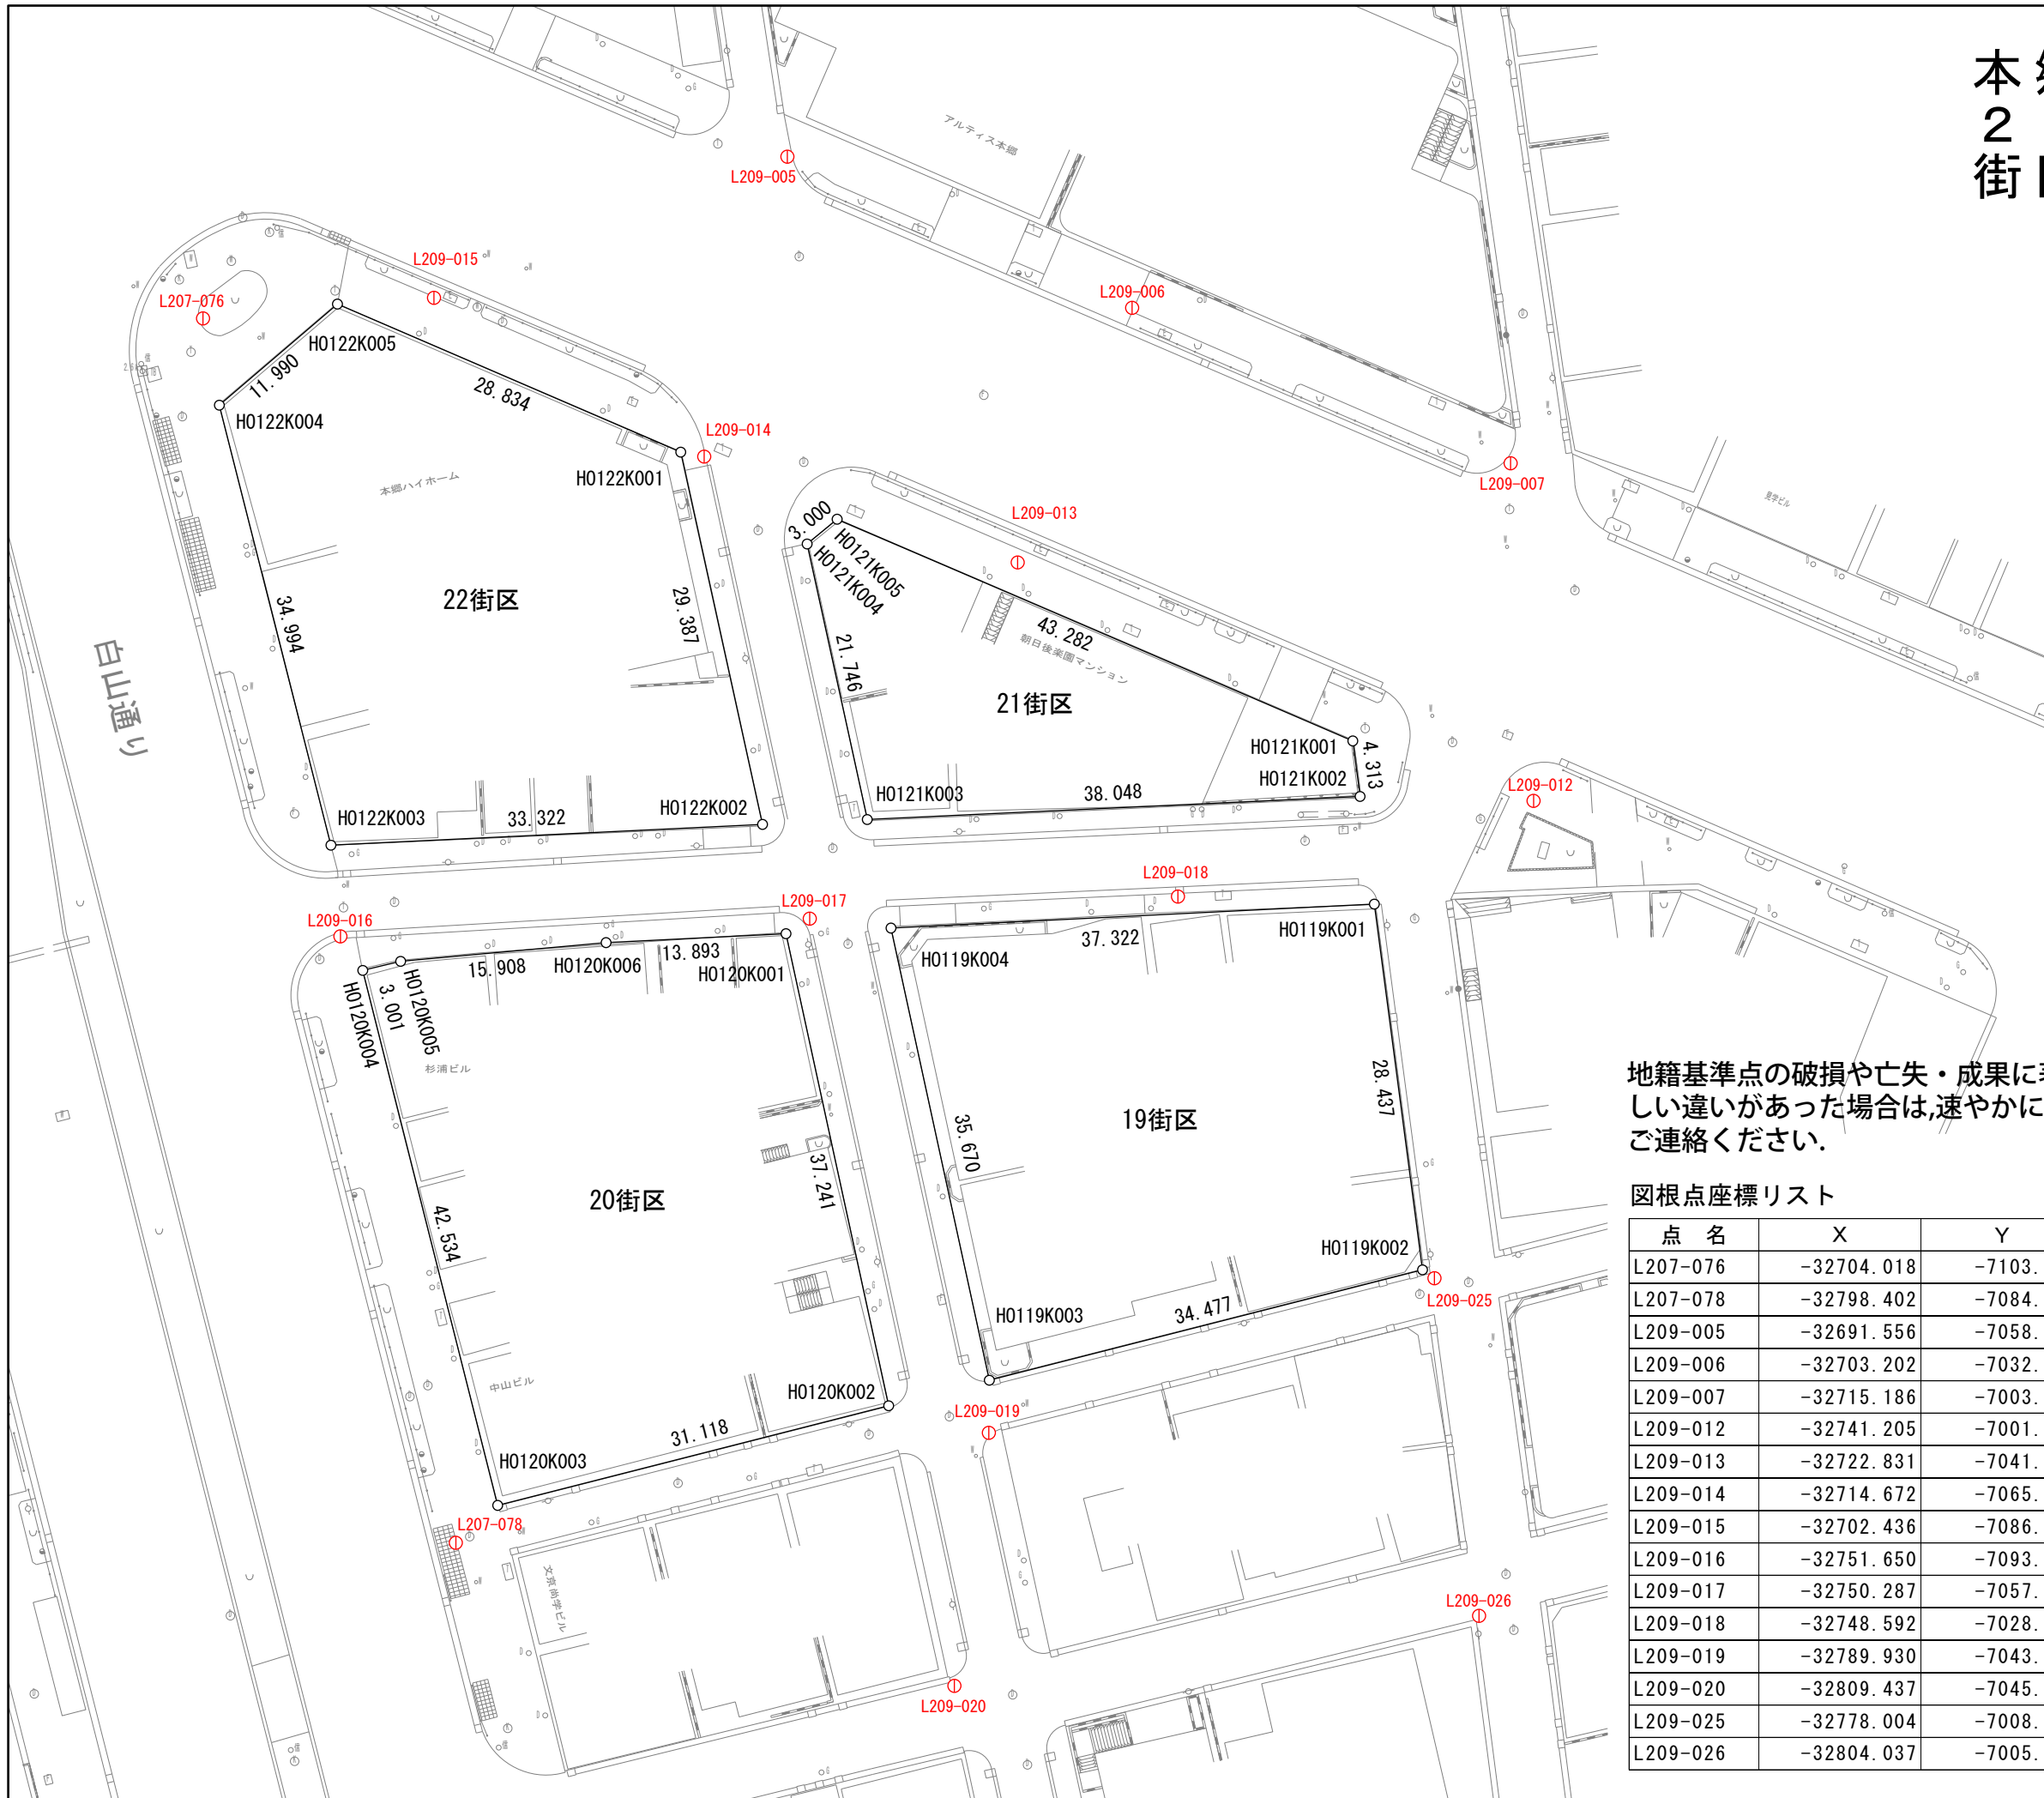 本
２
街
アルティス本郷
L209-005
L209-015
L207-076
L209-006
H0122K005
11.990
28.834
H0122K004
L209-014
H0122K001
本郷ハイホーム
L209-007
見学ビル
L209-013
3.000
H0121K005
H0121K004
22街区
34.994
29.387
43.282
朝日後楽園マンション
21.746
21街区
白山通り
H0121K001
4.313
H0121K002
H0121K003
38.048
L209-012
H0122K003
33.322
H0122K002
L209-018
L209-016
L209-017
H0119K001
37.322
H0119K004
15.908
H0120K006
13.893
H0120K001
H0120K004
3.001
H0120K005
杉浦ビル
28.437
19街区
35.670
37.241
20街区
42.534
H0119K002
L209-025
H0119K003
34.477
中山ビル
H0120K002
L209-019
31.118
H0120K003
L207-078
文京尚学ビル
L209-026
L209-020
地籍基準点の破損や亡失・成果に著
しい違いがあった場合は,速やかに
ご連絡ください.
図根点座標リスト
点 名 X Y
L207-076 -32704.018 -7103.
L207-078 -32798.402 -7084.
L209-005 -32691.556 -7058.
L209-006 -32703.202 -7032.
L209-007 -32715.186 -7003.
L209-012 -32741.205 -7001.
L209-013 -32722.831 -7041.
L209-014 -32714.672 -7065.
L209-015 -32702.436 -7086.
L209-016 -32751.650 -7093.
L209-017 -32750.287 -7057.
L209-018 -32748.592 -7028.
L209-019 -32789.930 -7043.
L209-020 -32809.437 -7045.
L209-025 -32778.004 -7008.
L209-026 -32804.037 -7005.